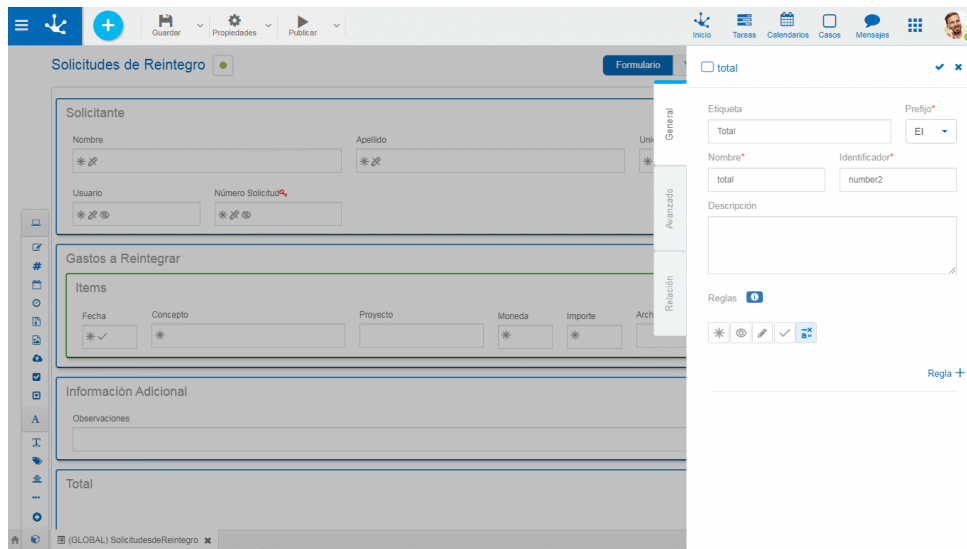 Guardar
Propiedades
Publicar
Inicio
Tareas
Calendarios
Casos
Mensajes
Solicitudes de Reintegro
Formulario
Solicitante
Nombre
Apellido
Usuario
Número Solicitud
Gastos a Reintegrar
Items
Fecha
Concepto
Proyecto
Moneda
Importe
Información Adicional
Observaciones
Total
(GLOBAL) SolicitudesdeReintegro
General
Avanzado
Relación
total
Etiqueta
Prefijo*
Total
El
Nombre*
Identificador*
total
number2
Descripción
Reglas
Regla